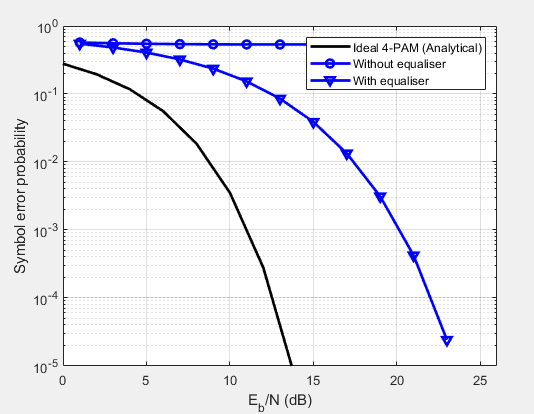 10^0
10^-1
10^-2
10^-3
10^-4
10^-5
Symbol error probability
Ideal 4-PAM (Analytical)
Without equaliser
With equaliser
0 5 10 15 20 25
E_b/N (dB)